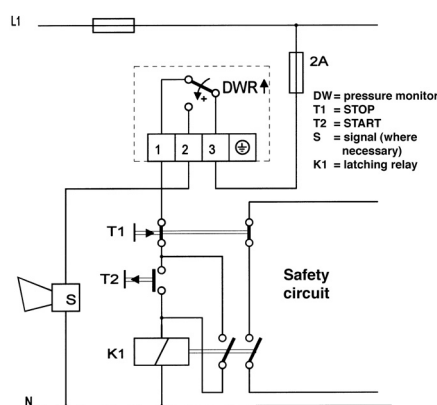 L1
2A
DWR
+
DW = pressure monitor
T1 = STOP
T2 = START
S = signal (where
necessary)
K1 = latching relay
1 2 3
T1
T2
Safety
circuit
S
K1
N